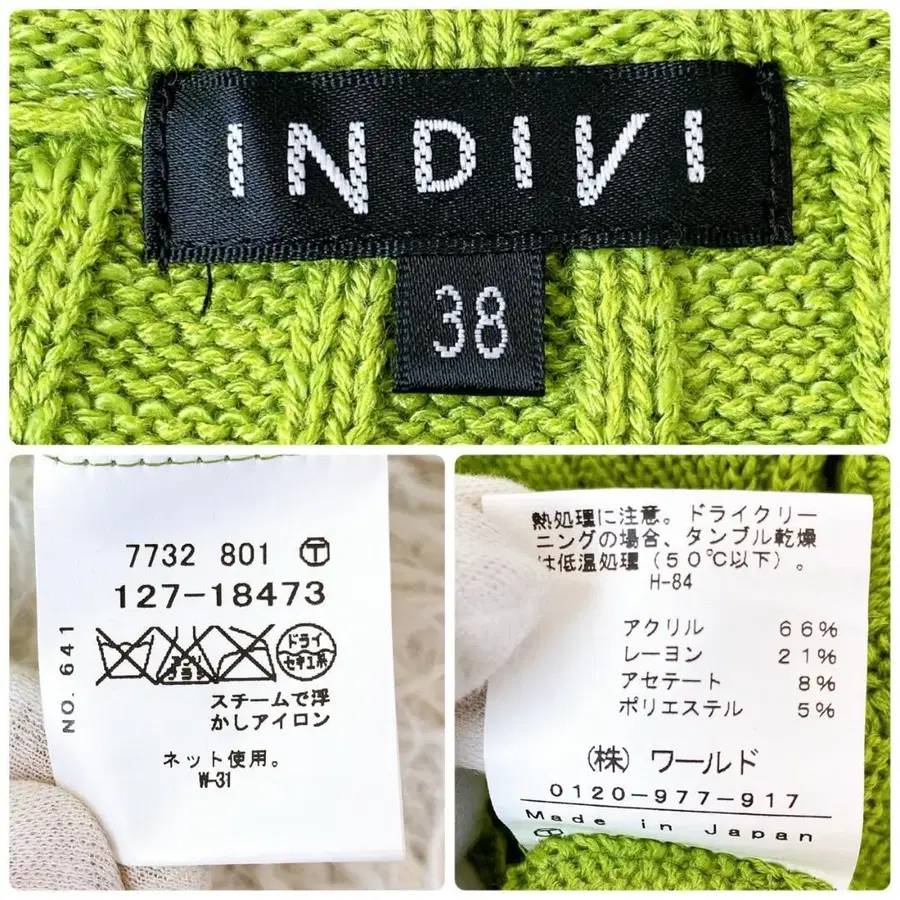 INDIVI
38
7732 801 Ⓣ
127-18473
NO. 641
ドライ
セキユ系
スチームで浮
かしアイロン
ネット使用。
W-31
熱処理に注意。ドライクリー
ニングの場合、タンブル乾燥
は低温処理(50℃以下)。
H-84
アクリル 66%
レーヨン 21%
アセテート 8%
ポリエステル 5%
(株)ワールド
0120-977-917
Made in Japan